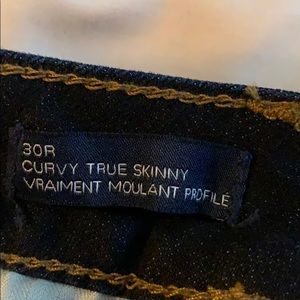 30R
CURVY TRUE SKINNY
VRAIMENT MOULANT PROFILÉ